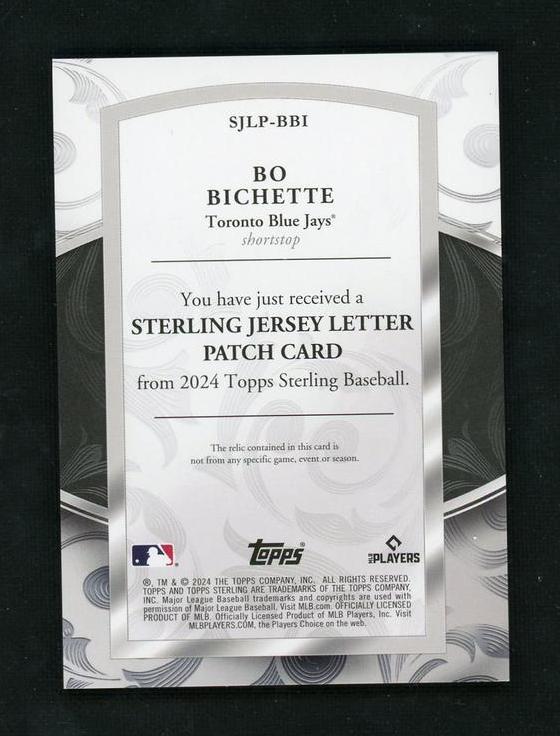 SJLP-BBI
BO
BICHETTE
Toronto Blue Jays®
shortstop
You have just received a
STERLING JERSEY LETTER
PATCH CARD
from 2024 Topps Sterling Baseball.
The relic contained in this card is
not from any specific game, event or season.
Topps® MLB PLAYERS
®, TM & © 2024 THE TOPPS COMPANY, INC. ALL RIGHTS RESERVED.
TOPPS AND TOPPS STERLING ARE TRADEMARKS OF THE TOPPS COMPANY,
INC. Major League Baseball trademarks and copyrights are used with
permission of Major League Baseball. Visit MLB.com. OFFICIALLY LICENSED
PRODUCT OF MLB. Officially Licensed Product of MLB Players, Inc. Visit
MLBPLAYERS.COM, the Players Choice on the web.